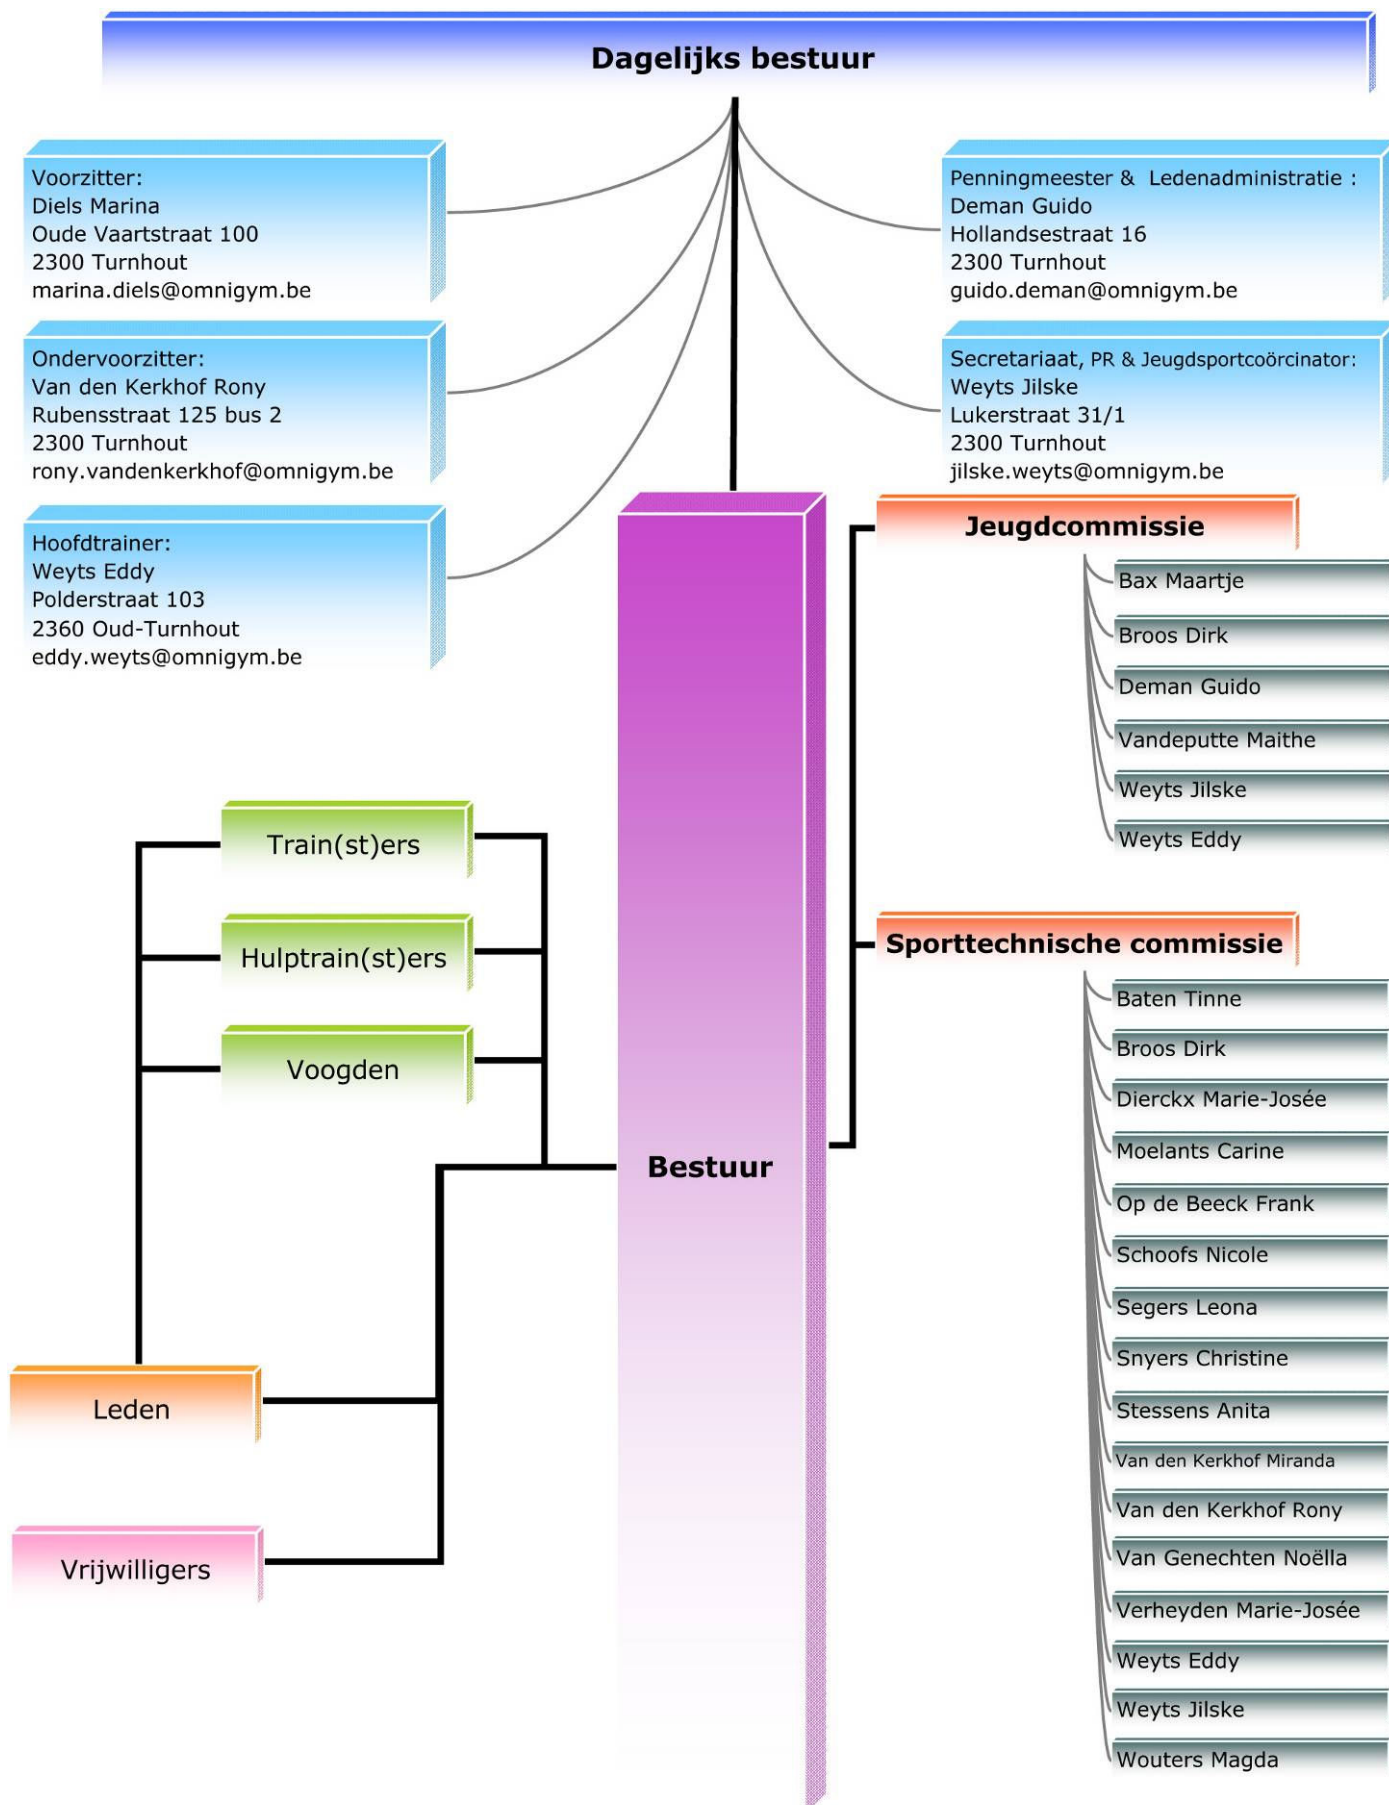 Dagelijks bestuur
Voorzitter:
Diels Marina
Oude Vaartstraat 100
2300 Turnhout
marina.diels@omnigym.be
Penningmeester & Ledenadministratie :
Deman Guido
Hollandsestraat 16
2300 Turnhout
guido.deman@omnigym.be
Ondervoorzitter:
Van den Kerkhof Rony
Rubensstraat 125 bus 2
2300 Turnhout
rony.vandenkerkhof@omnigym.be
Secretariaat, PR & Jeugdsportcoörcinator:
Weyts Jilske
Lukerstraat 31/1
2300 Turnhout
jilske.weyts@omnigym.be
Hoofdtrainer:
Weyts Eddy
Polderstraat 103
2360 Oud-Turnhout
eddy.weyts@omnigym.be
Jeugdcommissie
Bax Maartje
Broos Dirk
Deman Guido
Vandeputte Maithe
Weyts Jilske
Weyts Eddy
Train(st)ers
Hulptrain(st)ers
Voogden
Bestuur
Leden
Vrijwilligers
Sporttechnische commissie
Baten Tinne
Broos Dirk
Dierckx Marie-Josée
Moelants Carine
Op de Beeck Frank
Schoofs Nicole
Segers Leona
Snyers Christine
Stessens Anita
Van den Kerkhof Miranda
Van den Kerkhof Rony
Van Genechten Noëlla
Verheyden Marie-Josée
Weyts Eddy
Weyts Jilske
Wouters Magda